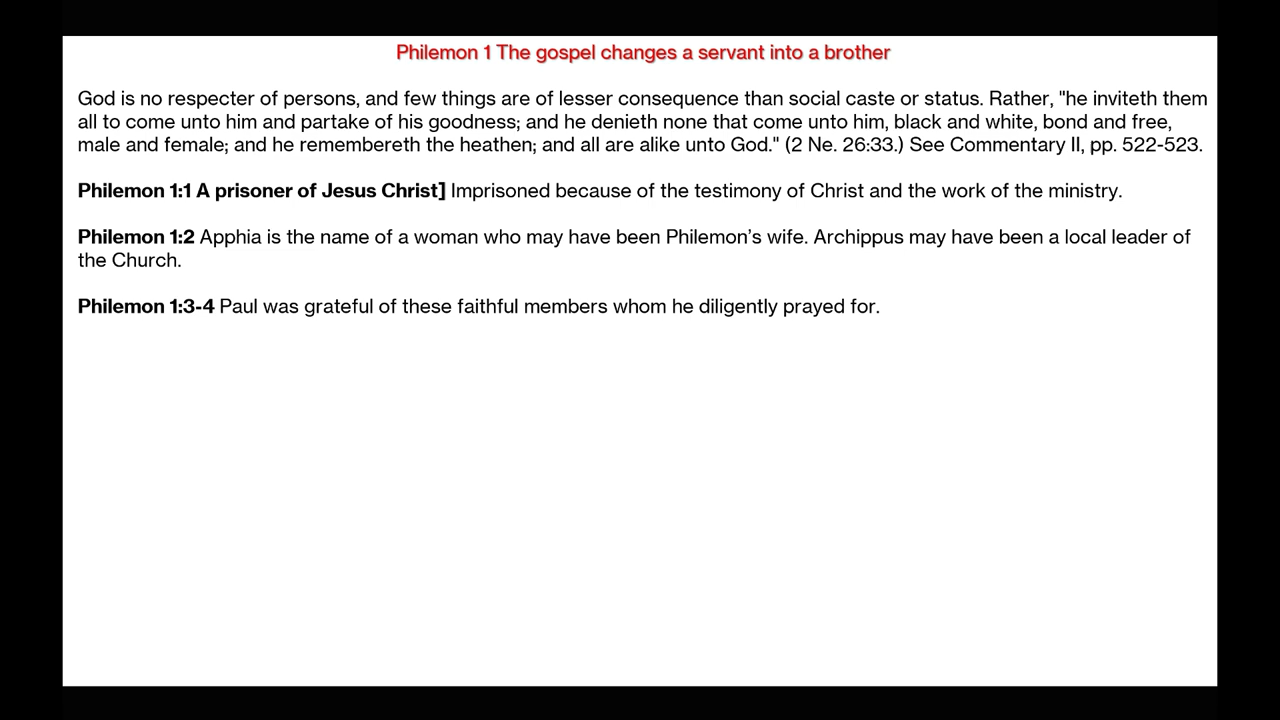 Philemon 1 The gospel changes a servant into a brother
God is no respecter of persons, and few things are of lesser consequence than social caste or status. Rather, "he inviteth them
all to come unto him and partake of his goodness; and he denieth none that come unto him, black and white, bond and free,
male and female; and he remembereth the heathen; and all are alike unto God." (2 Ne. 26:33.) See Commentary II, pp. 522-523.
Philemon 1:1 A prisoner of Jesus Christ] Imprisoned because of the testimony of Christ and the work of the ministry.
Philemon 1:2 Apphia is the name of a woman who may have been Philemon’s wife. Archippus may have been a local leader of
the Church.
Philemon 1:3-4 Paul was grateful of these faithful members whom he diligently prayed for.